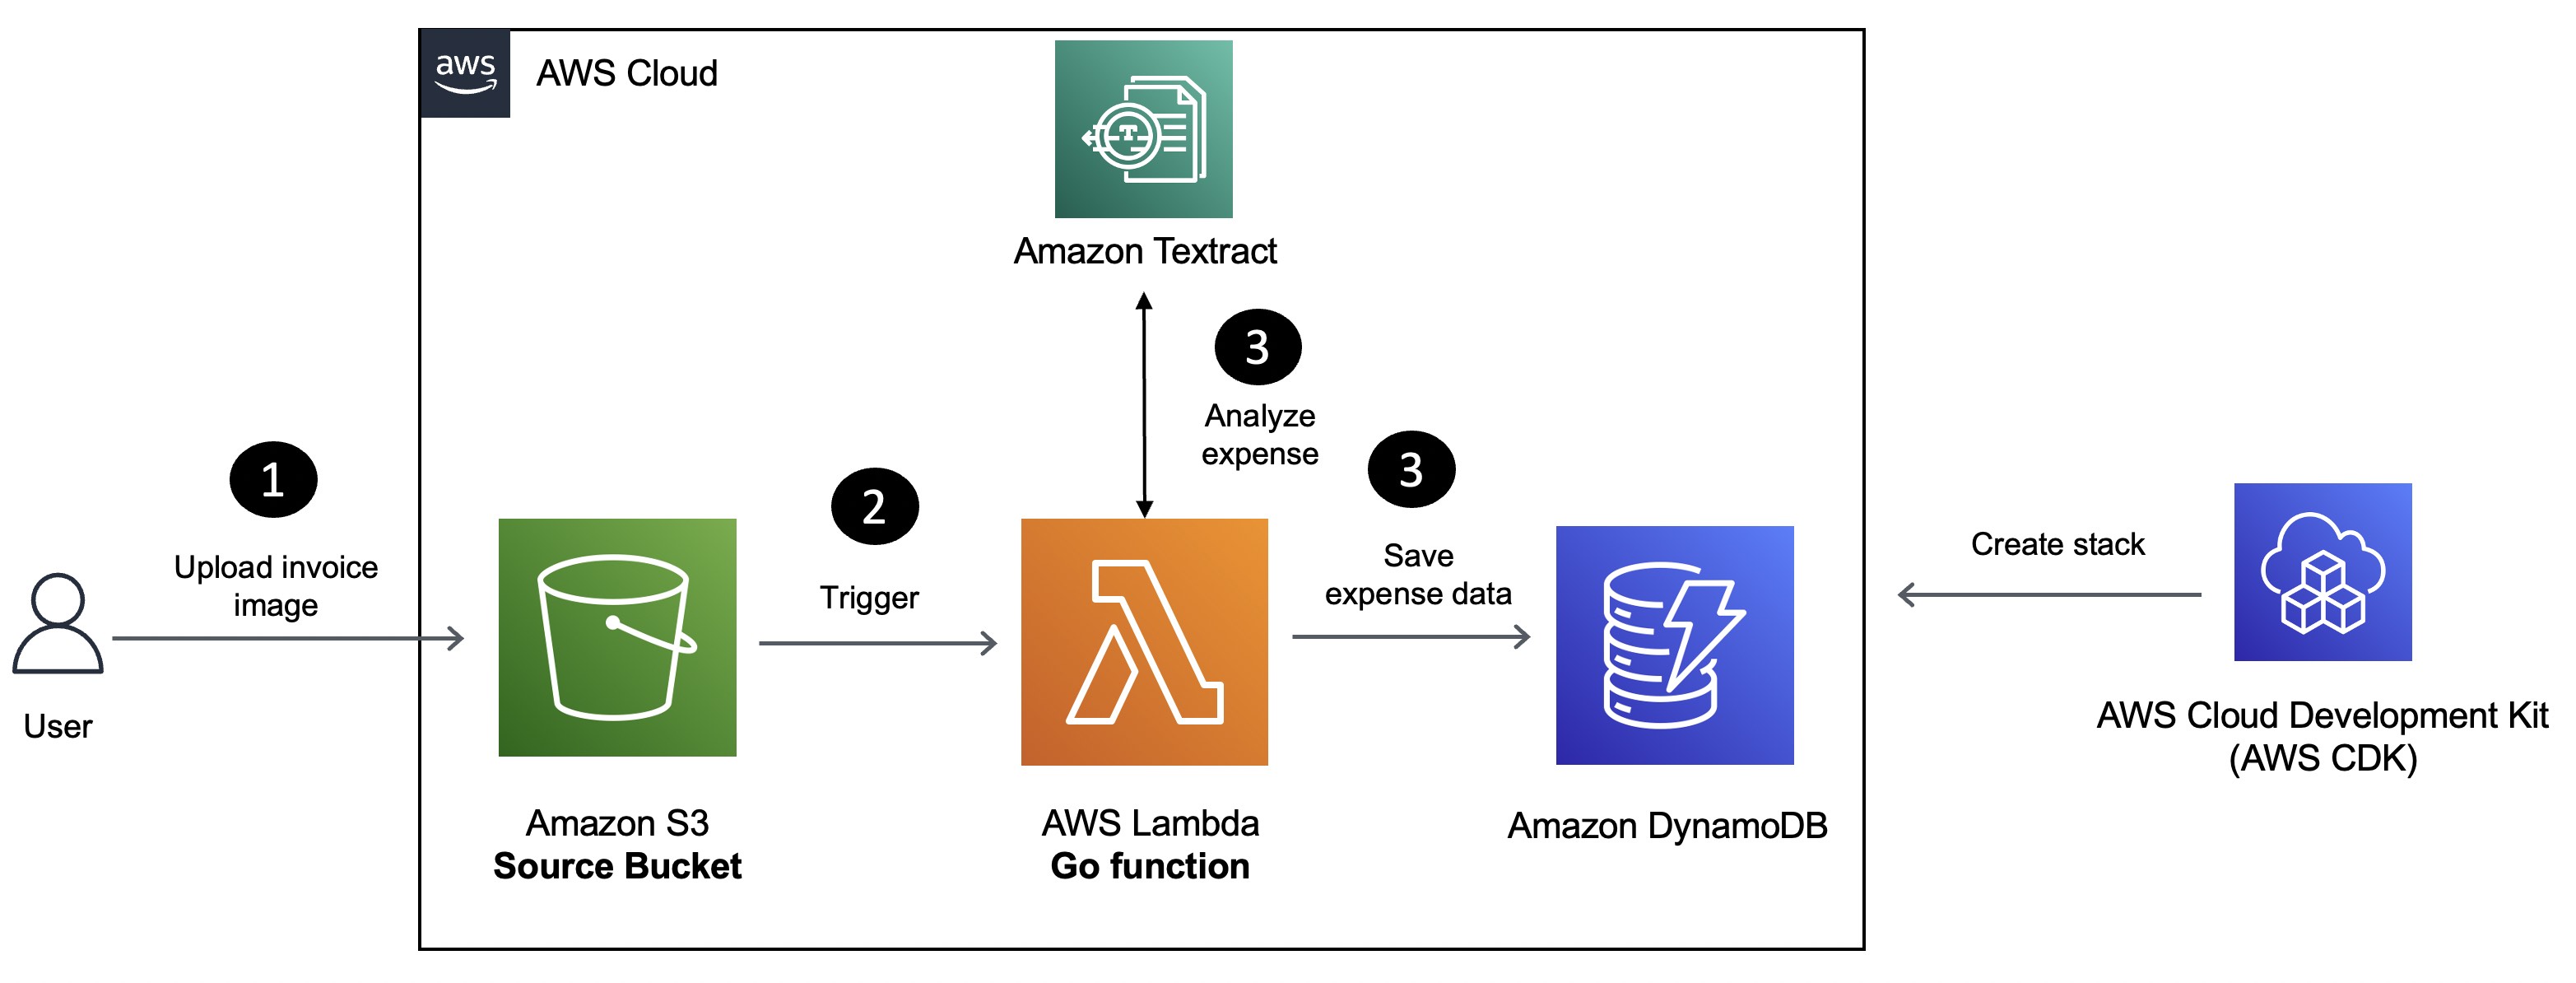 aws
AWS Cloud
T
Amazon Textract
3
Analyze
expense
1
Upload invoice
image
User
2
Trigger
3
Save
expense data
Create stack
Amazon S3
Source Bucket
AWS Lambda
Go function
Amazon DynamoDB
AWS Cloud Development Kit
(AWS CDK)